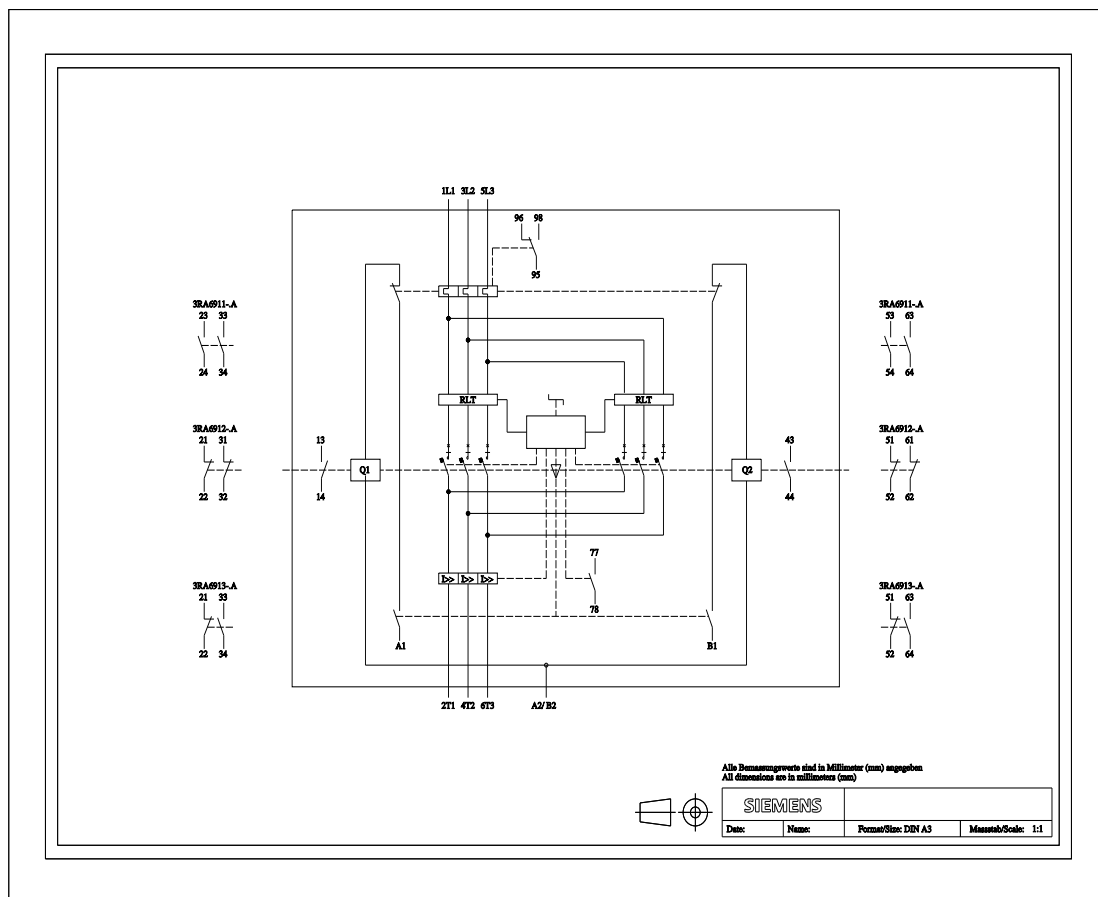 1L1 3L2 5L3
96 98
95
3RA6911-.A
23 33
24 34
3RA6911-.A
53 63
54 64
RLT
RLT
3RA6912-.A
21 31
22 32
13
14
Q1
Q2
43
44
3RA6912-.A
51 61
52 62
I>> I>> I>>
77
78
3RA6913-.A
21 33
22 34
3RA6913-.A
51 63
52 64
A1
B1
2T1 4T2 6T3
A2/ B2
Alle Bemassungswerte sind in Millimeter (mm) angegeben
All dimensions are in millimeters (mm)
SIEMENS
Date: Name: Format/Size: DIN A3 Massstab/Scale: 1:1